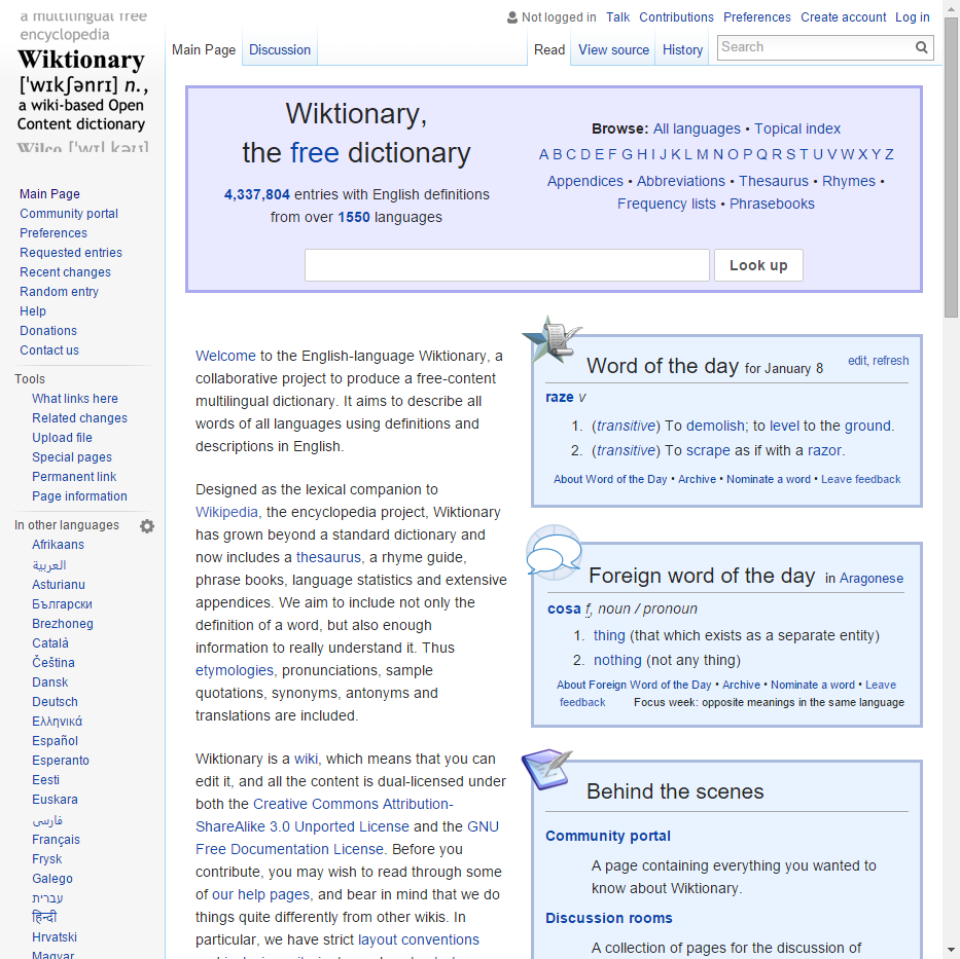 a multilingual free
encyclopedia
Wiktionary
['wɪkʃənrɪ] n.,
a wiki-based Open
Content dictionary
Wilco ['wɪl kəʊ]
Not logged in Talk Contributions Preferences Create account Log in
Main Page Discussion Read View source History Search
Wiktionary,
the free dictionary
4,337,804 entries with English definitions
from over 1550 languages
Browse: All languages • Topical index
A B C D E F G H I J K L M N O P Q R S T U V W X Y Z
Appendices • Abbreviations • Thesaurus • Rhymes •
Frequency lists • Phrasebooks
Look up
Main Page
Community portal
Preferences
Requested entries
Recent changes
Random entry
Help
Donations
Contact us
Tools
What links here
Related changes
Upload file
Special pages
Permanent link
Page information
In other languages
Afrikaans
العربية
Asturianu
Български
Brezhoneg
Català
Čeština
Dansk
Deutsch
Ελληνικά
Español
Esperanto
Eesti
Euskara
فارسی
Français
Frysk
Galego
עברית
हिन्दी
Hrvatski
Magyar
Welcome to the English-language Wiktionary, a
collaborative project to produce a free-content
multilingual dictionary. It aims to describe all
words of all languages using definitions and
descriptions in English.
Designed as the lexical companion to
Wikipedia, the encyclopedia project, Wiktionary
has grown beyond a standard dictionary and
now includes a thesaurus, a rhyme guide,
phrase books, language statistics and extensive
appendices. We aim to include not only the
definition of a word, but also enough
information to really understand it. Thus
etymologies, pronunciations, sample
quotations, synonyms, antonyms and
translations are included.
Wiktionary is a wiki, which means that you can
edit it, and all the content is dual-licensed under
both the Creative Commons Attribution-
ShareAlike 3.0 Unported License and the GNU
Free Documentation License. Before you
contribute, you may wish to read through some
of our help pages, and bear in mind that we do
things quite differently from other wikis. In
particular, we have strict layout conventions
Word of the day for January 8 edit, refresh
raze v
1. (transitive) To demolish; to level to the ground.
2. (transitive) To scrape as if with a razor.
About Word of the Day • Archive • Nominate a word • Leave feedback
Foreign word of the day in Aragonese
cosa f, noun / pronoun
1. thing (that which exists as a separate entity)
2. nothing (not any thing)
About Foreign Word of the Day • Archive • Nominate a word • Leave
feedback Focus week: opposite meanings in the same language
Behind the scenes
Community portal
A page containing everything you wanted to
know about Wiktionary.
Discussion rooms
A collection of pages for the discussion of